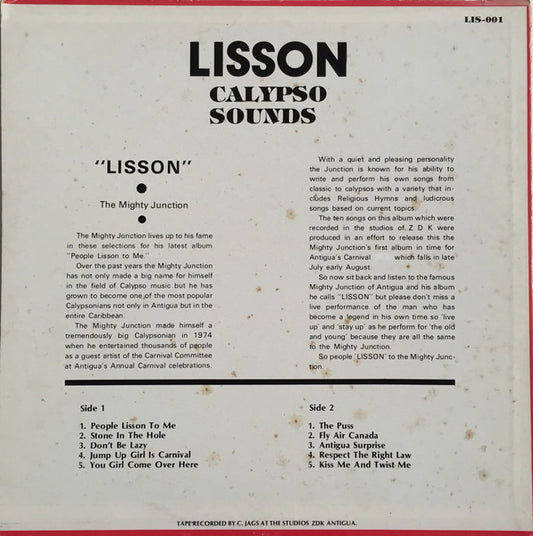 LIS-001
LISSON
CALYPSO
SOUNDS
"LISSON"
The Mighty Junction
The Mighty Junction lives up to his fame
in these selections for his latest album
"People Lisson to Me."
Over the past years the Mighty Junction
has not only made a big name for himself
in the field of Calypso music but he has
grown to become one of the most popular
Calypsonians not only in Antigua but in the
entire Caribbean.
The Mighty Junction made himself a
tremendously big Calypsonian in 1974
when he entertained thousands of people
as a guest artist of the Carnival Committee
at Antigua's Annual Carnival celebrations.
With a quiet and pleasing personality
the Junction is known for his ability to
write and perform his own songs from
classic to calypsos with a variety that in-
cludes Religious Hymns and ludicrous
songs based on current topics.
The ten songs on this album which were
recorded in the studios of Z D K were
produced in an effort to release this the
Mighty Junction's first album in time for
Antigua's Carnival which falls in late
July early August.
So now sit back and listen to the famous
Mighty Junction of Antigua and his album
he calls "LISSON" but please don't miss a
live performance of the man who has
become a legend in his own time so 'live
up' and 'stay up' as he perform for 'the old
and young' because they are all the same
to the Mighty Junction.
So people 'LISSON' to the Mighty Junc-
tion.
Side 1
1. People Lisson To Me
2. Stone In The Hole
3. Don't Be Lazy
4. Jump Up Girl Is Carnival
5. You Girl Come Over Here
Side 2
1. The Puss
2. Fly Air Canada
3. Antigua Surprise
4. Respect The Right Law
5. Kiss Me And Twist Me
TAPE RECORDED BY C. JAGS AT THE STUDIOS ZDK ANTIGUA.